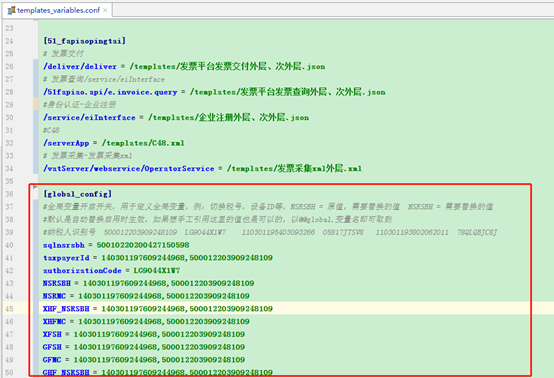 templates_variables.conf
23
24 [51_fspisopingtai]
# 发票交付
26 /deliver/deliver = /templates/发票平台发票交付外层、次外层.json
27 # 发票查询/service/eiInterface
28 /51fapiao.api/e.invoice.query = /templates/发票平台发票查询外层、次外层.json
29 #身份认证-企业注册
30 /service/eiInterface = /templates/企业注册外层、次外层.json
31 #C48
32 /serverApp = /templates/C48.xml
33 # 发票采集-发票采集xml
34 /vatServer/webservice/OperatorService = /templates/发票采集xml外层.xml
35
36 [global_config]
37 #全局变量开启开关，用于定义全局变量，例：切换税号，设备ID等，NSRSBH = 原值，需要替换的值 NSRSBH = 需要替换的值
38 #默认是自动替换启用时生效，如果想手工引用这里的值也是可以的，以@@global.变量名即可取到
39 #纳税人识别号 500012203909248109 LG9044X1W7 110301195403093266 05817JTSV8 110301193802062011 78QLQBJC8J
40 sqlnsrsbh = 50010220200427150598
41 taxpayerId = 140301197609244968,500012203909248109
42 authorizationCode = LG9044X1W7
43 NSRSBH = 140301197609244968,500012203909248109
44 NSRMC = 140301197609244968,500012203909248109
45 XHF_NSRSBH = 140301197609244968,500012203909248109
46 XHFMC = 140301197609244968,500012203909248109
47 XFSH = 140301197609244968,500012203909248109
48 GFSH = 140301197609244968,500012203909248109
49 GFMC = 140301197609244968,500012203909248109
50 GHF_NSRSBH = 140301197609244968,500012203909248109